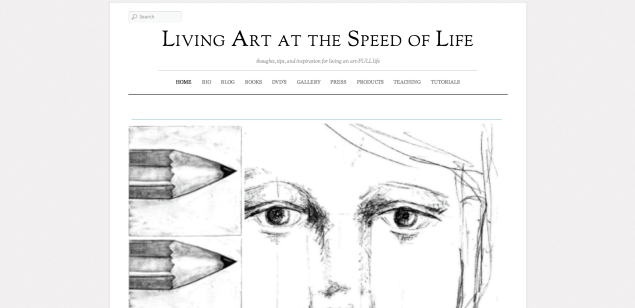 Search
Living Art at the Speed of Life
thoughts, tips, and inspiration for living an art-FULL life
HOME BIO BLOG BOOKS DVD'S GALLERY PRESS PRODUCTS TEACHING TUTORIALS